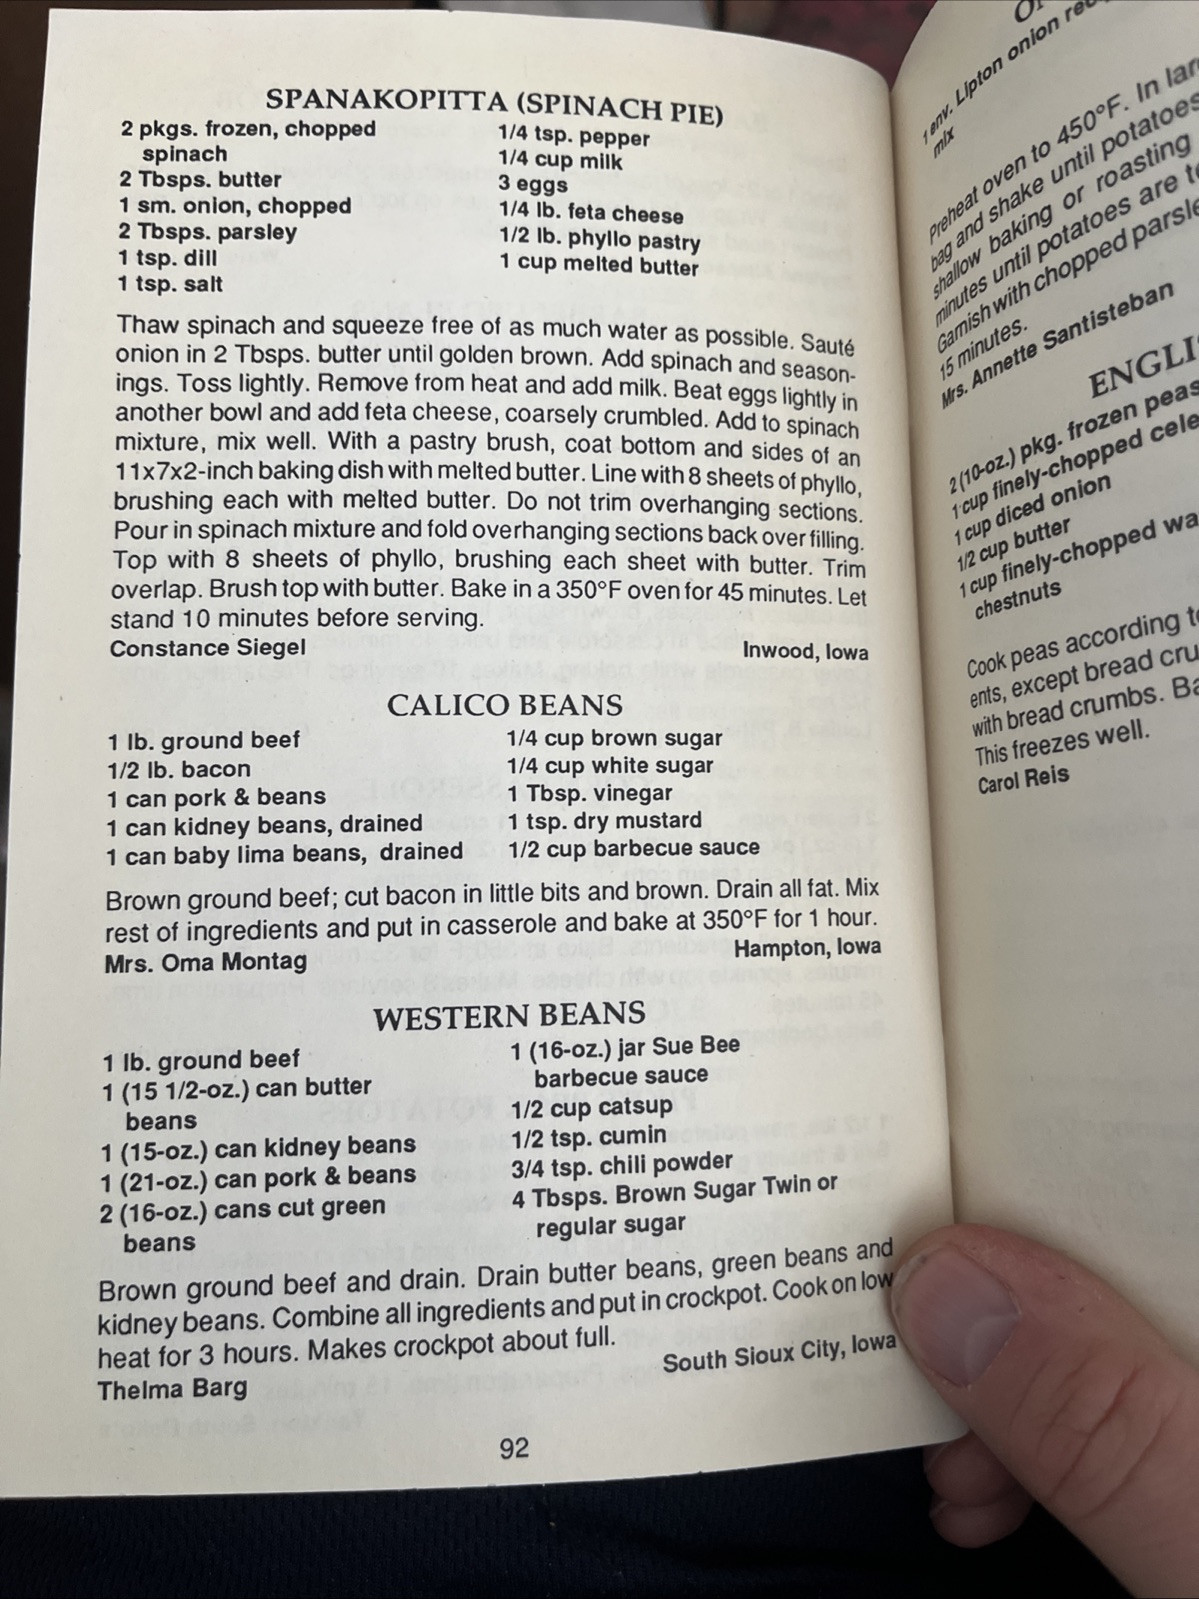 SPANAKOPITTA (SPINACH PIE)
2 pkgs. frozen, chopped
spinach
2 Tbsps. butter
1 sm. onion, chopped
2 Tbsps. parsley
1 tsp. dill
1 tsp. salt
1/4 tsp. pepper
1/4 cup milk
3 eggs
1/4 lb. feta cheese
1/2 lb. phyllo pastry
1 cup melted butter
Thaw spinach and squeeze free of as much water as possible. Sauté
onion in 2 Tbsps. butter until golden brown. Add spinach and season-
ings. Toss lightly. Remove from heat and add milk. Beat eggs lightly in
another bowl and add feta cheese, coarsely crumbled. Add to spinach
mixture, mix well. With a pastry brush, coat bottom and sides of an
11x7x2-inch baking dish with melted butter. Line with 8 sheets of phyllo,
brushing each with melted butter. Do not trim overhanging sections.
Pour in spinach mixture and fold overhanging sections back over filling.
Top with 8 sheets of phyllo, brushing each sheet with butter. Trim
overlap. Brush top with butter. Bake in a 350°F oven for 45 minutes. Let
stand 10 minutes before serving.
Constance Siegel Inwood, Iowa
CALICO BEANS
1 lb. ground beef
1/2 lb. bacon
1 can pork & beans
1 can kidney beans, drained
1 can baby lima beans, drained
1/4 cup brown sugar
1/4 cup white sugar
1 Tbsp. vinegar
1 tsp. dry mustard
1/2 cup barbecue sauce
Brown ground beef; cut bacon in little bits and brown. Drain all fat. Mix
rest of ingredients and put in casserole and bake at 350°F for 1 hour.
Mrs. Oma Montag Hampton, Iowa
WESTERN BEANS
1 lb. ground beef
1 (15 1/2-oz.) can butter
beans
1 (15-oz.) can kidney beans
1 (21-oz.) can pork & beans
2 (16-oz.) cans cut green
beans
1 (16-oz.) jar Sue Bee
barbecue sauce
1/2 cup catsup
1/2 tsp. cumin
3/4 tsp. chili powder
4 Tbsps. Brown Sugar Twin or
regular sugar
Brown ground beef and drain. Drain butter beans, green beans and
kidney beans. Combine all ingredients and put in crockpot. Cook on low
heat for 3 hours. Makes crockpot about full.
Thelma Barg South Sioux City, Iowa
92
1 env. Lipton onion
mix
Preheat oven to 450°F. In
bag and shake until potatoes
shallow baking or roasting
minutes until potatoes are
Garnish with chopped
15 minutes.
Mrs. Annette Santisteban
2 (10-oz.) pkg. frozen peas
1 cup finely-chopped
1 cup diced onion
1/2 cup butter
1 cup finely-chopped
chestnuts
Cook peas according
ents, except bread
with bread crumbs.
This freezes well.
Carol Reis